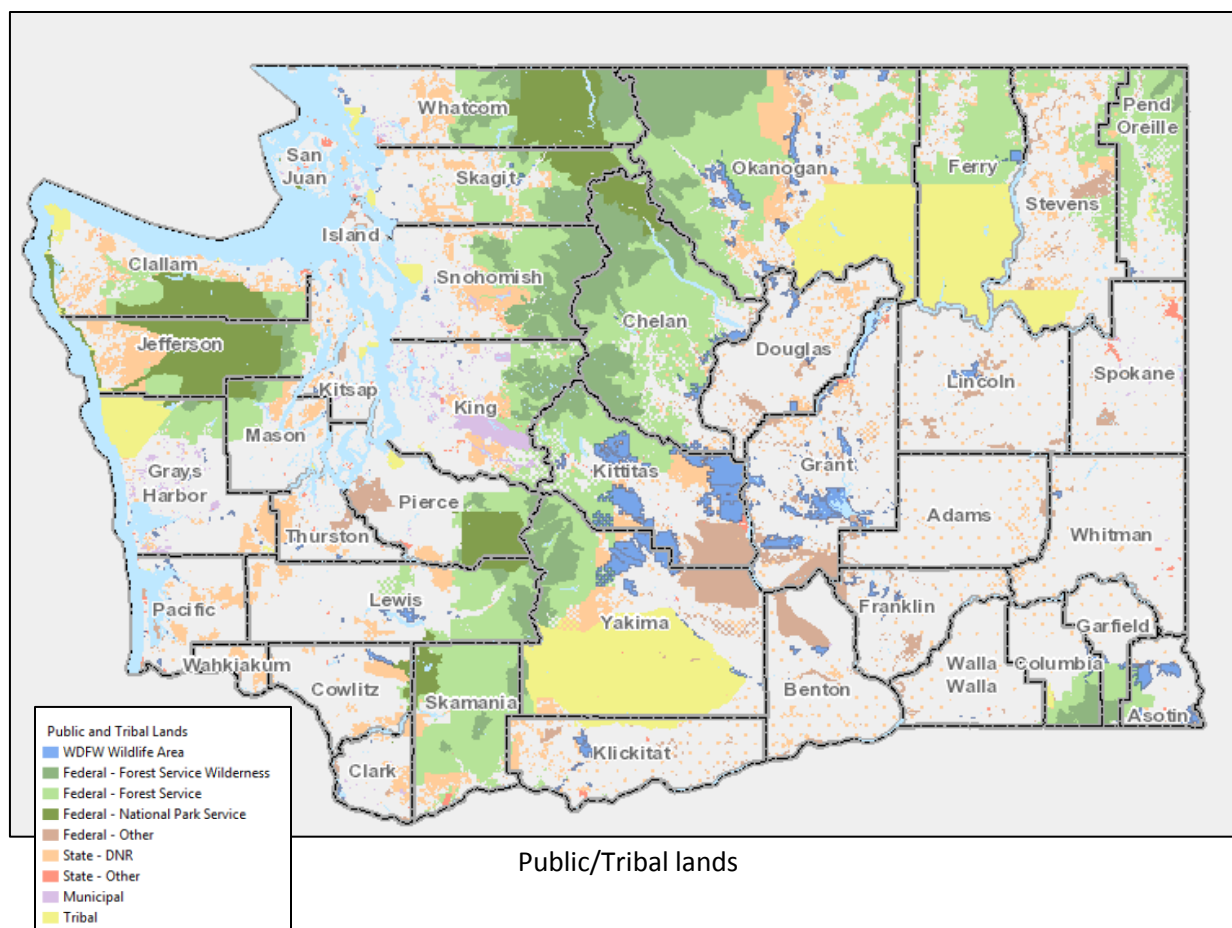 Whatcom
Pend
Oreille
San
Juan
Skagit
Okanogan
Ferry
Stevens
Island
Clallam
Snohomish
Chelan
Jefferson
Douglas
Kitsap
King
Lincoln
Spokane
Mason
Grays
Harbor
Kittitas
Grant
Pierce
Adams
Thurston
Whitman
Pacific
Lewis
Yakima
Franklin
Garfield
Wahkiakum
Cowlitz
Skamania
Benton
Walla
Walla
Columbia
Asotin
Klickitat
Clark
Public and Tribal Lands
WDFW Wildlife Area
Federal - Forest Service Wilderness
Federal - Forest Service
Federal - National Park Service
Federal - Other
State - DNR
State - Other
Municipal
Tribal
Public/Tribal lands